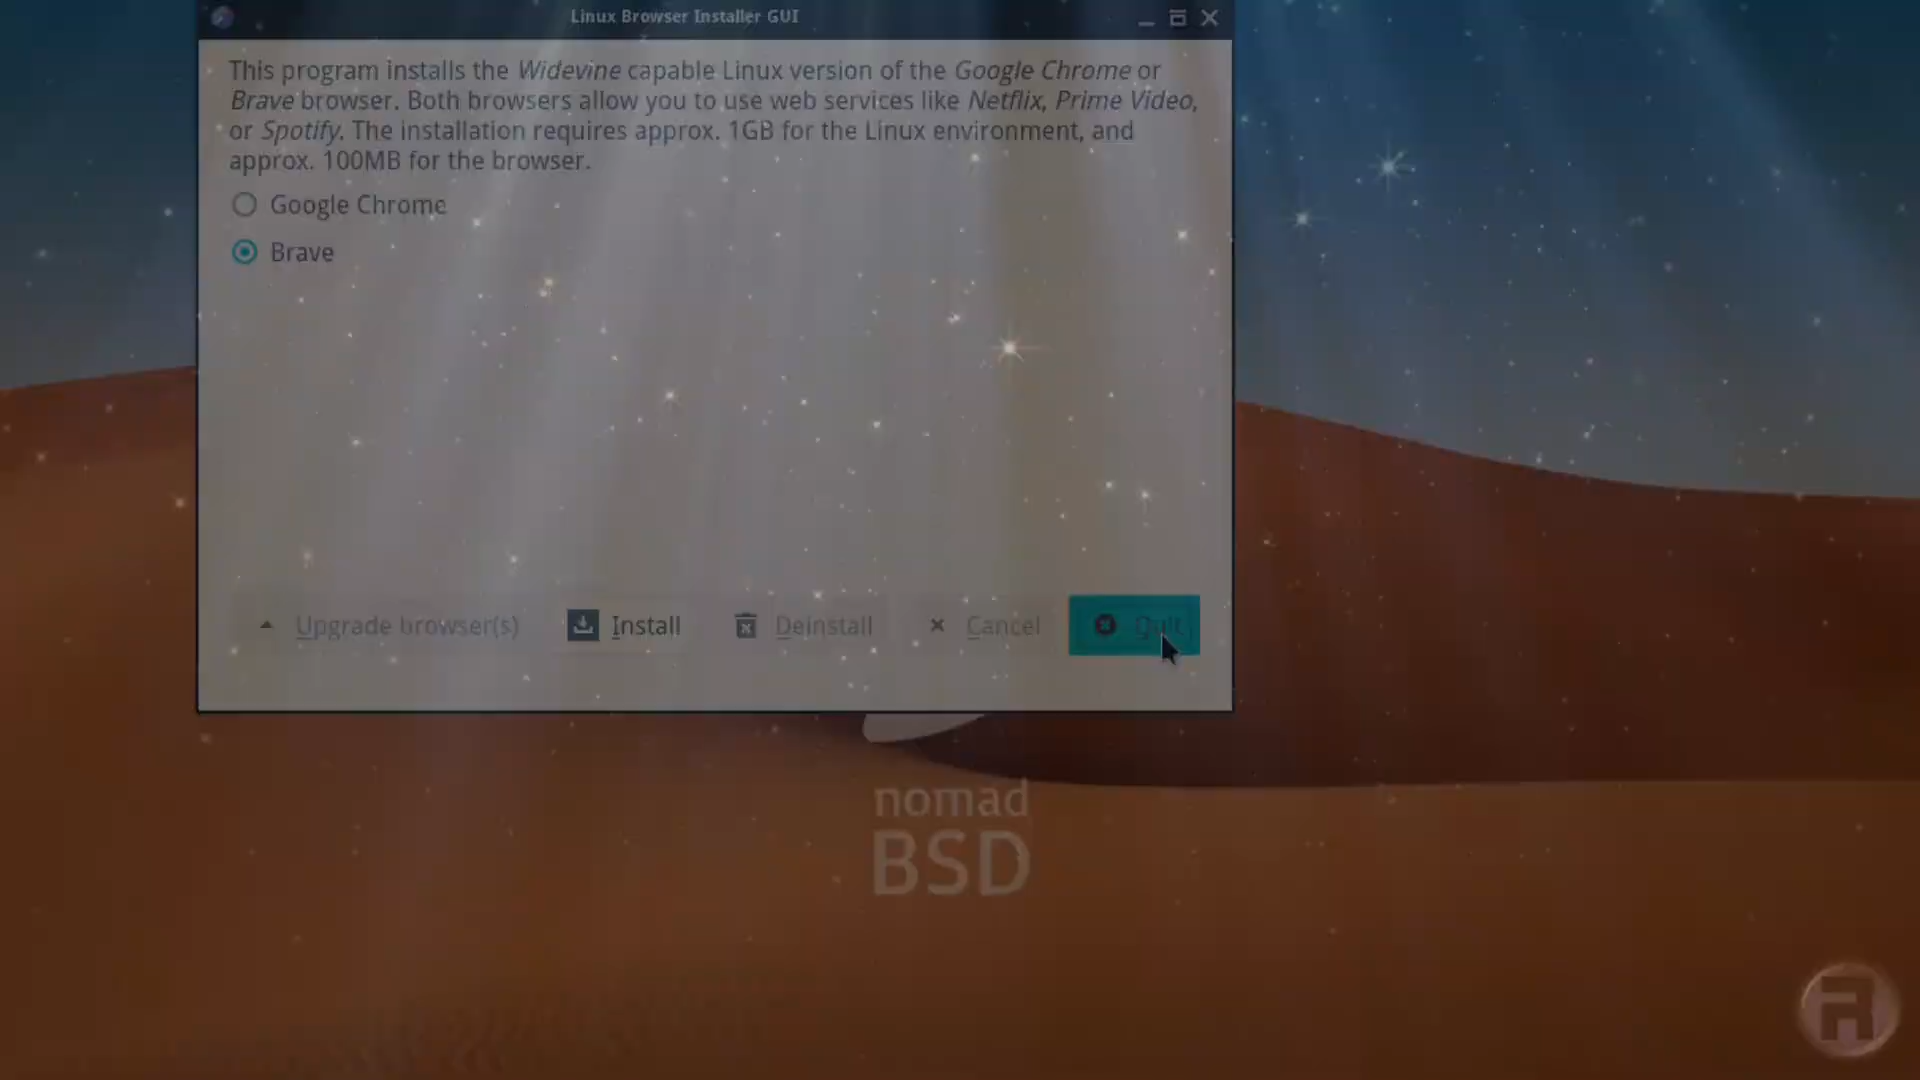 Linux Browser Installer GUI
This program installs the Widevine capable Linux version of the Google Chrome or
Brave browser. Both browsers allow you to use web services like Netflix, Prime Video,
or Spotify. The installation requires approx. 1GB for the Linux environment, and
approx. 100MB for the browser.
Google Chrome
Brave
Upgrade browser(s) Install Deinstall Cancel Quit
nomad
BSD